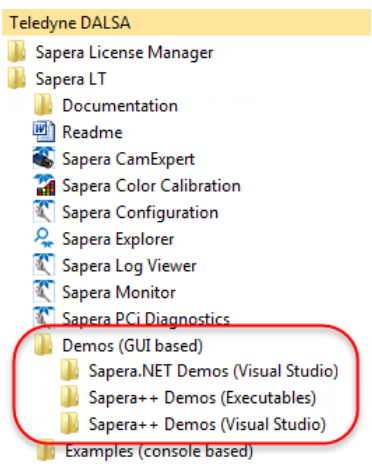 Teledyne DALSA
Sapera License Manager
Sapera LT
Documentation
Readme
Sapera CamExpert
Sapera Color Calibration
Sapera Configuration
Sapera Explorer
Sapera Log Viewer
Sapera Monitor
Sapera PCi Diagnostics
Demos (GUI based)
Sapera.NET Demos (Visual Studio)
Sapera++ Demos (Executables)
Sapera++ Demos (Visual Studio)
Examples (console based)